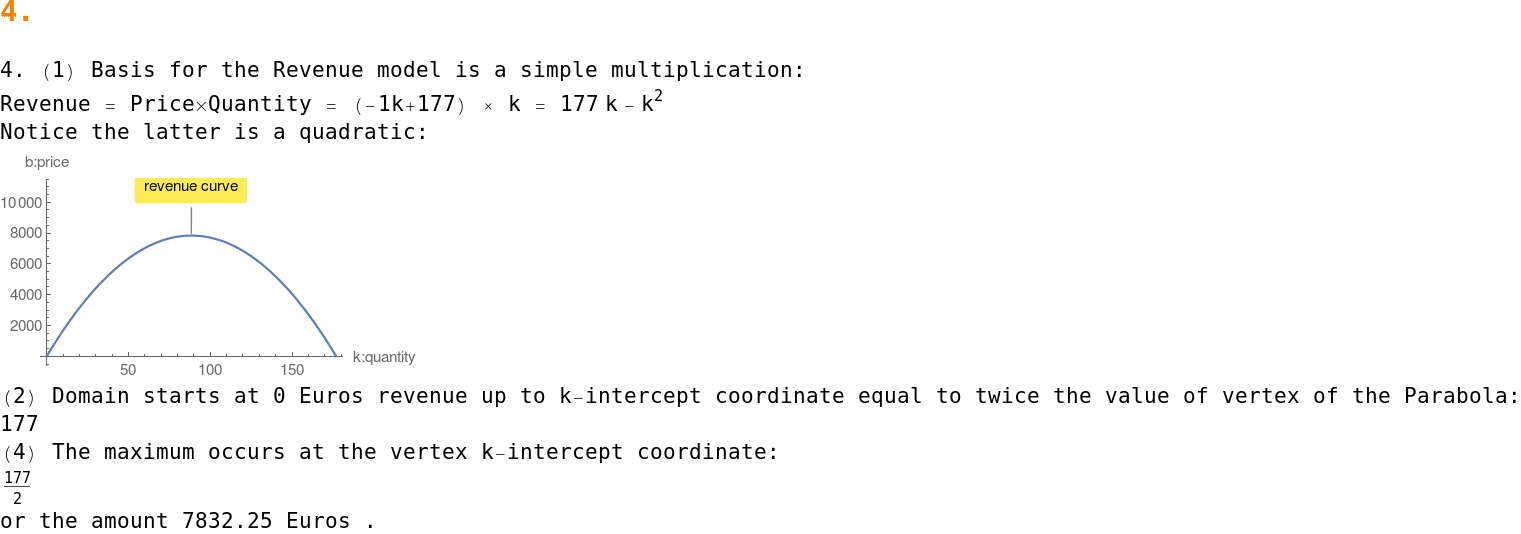 4.
4. (1) Basis for the Revenue model is a simple multiplication:
Revenue = Price×Quantity = (-1k+177) × k = 177 k - k²
Notice the latter is a quadratic:
b:price
revenue curve
10000
8000
6000
4000
2000
50 100 150
k:quantity
(2) Domain starts at 0 Euros revenue up to k-intercept coordinate equal to twice the value of vertex of the Parabola:
177
(4) The maximum occurs at the vertex k-intercept coordinate:
177
2
or the amount 7832.25 Euros .